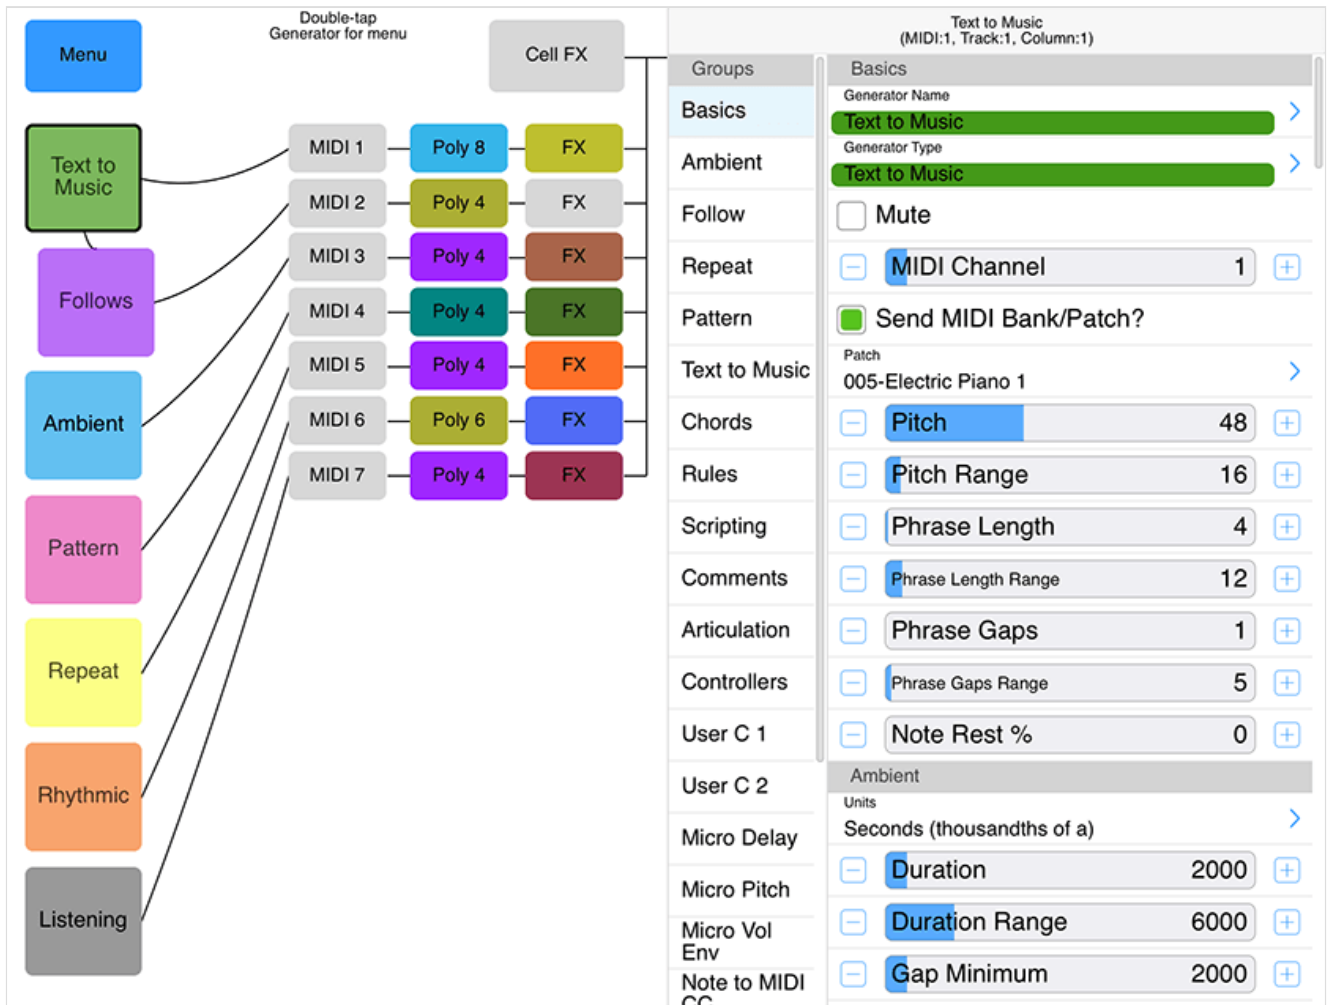 Menu
Double-tap
Generator for menu
Cell FX
Text to
Music
Follows
Ambient
Pattern
Repeat
Rhythmic
Listening
MIDI 1 Poly 8 FX
MIDI 2 Poly 4 FX
MIDI 3 Poly 4 FX
MIDI 4 Poly 4 FX
MIDI 5 Poly 4 FX
MIDI 6 Poly 6 FX
MIDI 7 Poly 4 FX
Text to Music
(MIDI:1, Track:1, Column:1)
Groups
Basics
Ambient
Follow
Repeat
Pattern
Text to Music
Chords
Rules
Scripting
Comments
Articulation
Controllers
User C 1
User C 2
Micro Delay
Micro Pitch
Micro Vol
Env
Note to MIDI
CC
Basics
Generator Name
Text to Music
Generator Type
Text to Music
Mute
MIDI Channel 1
Send MIDI Bank/Patch?
Patch
005-Electric Piano 1
Pitch 48
Pitch Range 16
Phrase Length 4
Phrase Length Range 12
Phrase Gaps 1
Phrase Gaps Range 5
Note Rest % 0
Ambient
Units
Seconds (thousandths of a)
Duration 2000
Duration Range 6000
Gap Minimum 2000